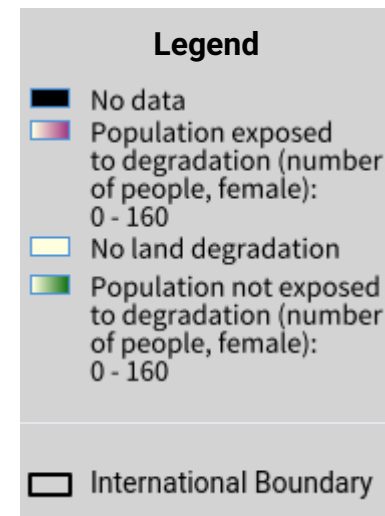 Legend
No data
Population exposed
to degradation (number
of people, female):
0 - 160
No land degradation
Population not exposed
to degradation (number
of people, female):
0 - 160
International Boundary